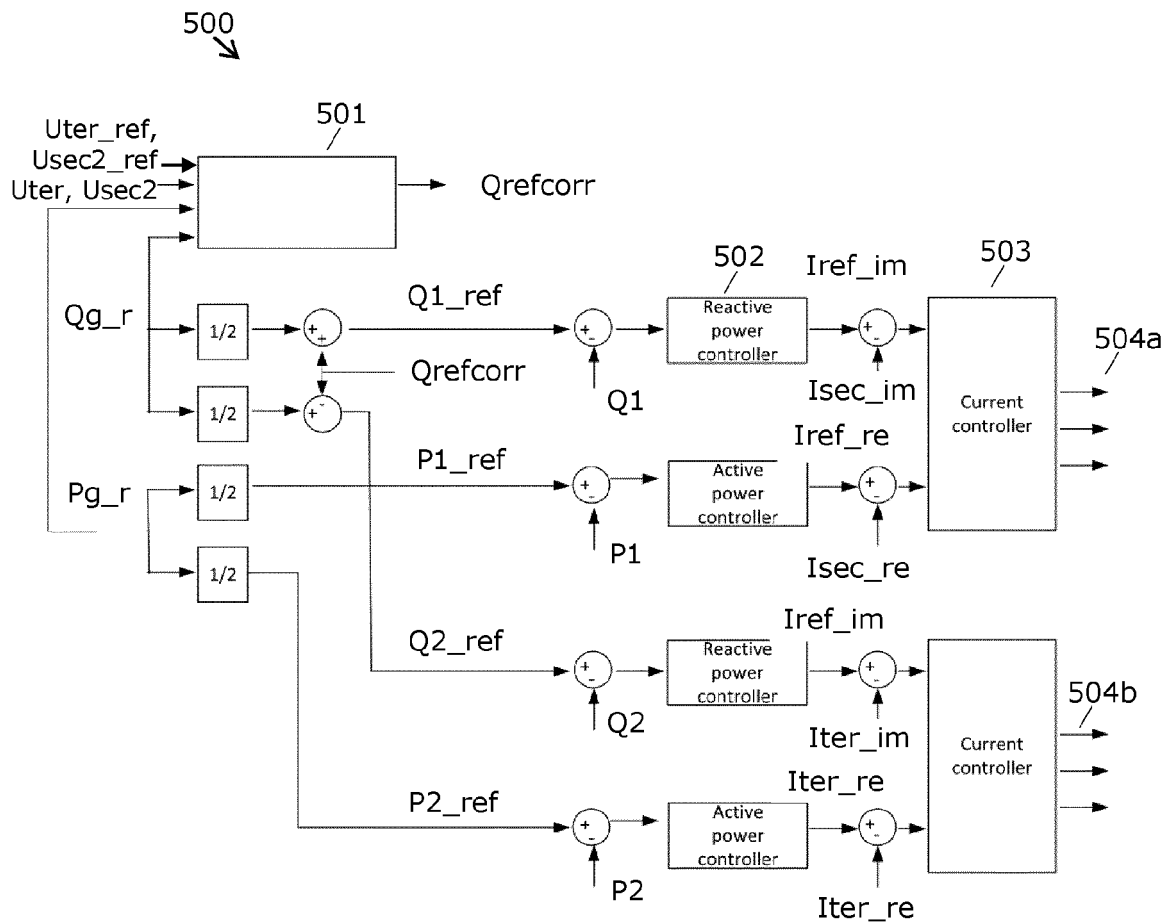 500
501
Uter_ref,
Usec2_ref
Uter, Usec2
Qrefcorr
Qg_r
1/2
+
+
Q1_ref
+
-
502
Reactive
power
controller
Iref_im
+
-
503
504a
Qrefcorr
Q1
Isec_im
Current
controller
1/2
+
-
Iref_re
Pg_r
1/2
P1_ref
+
-
Active
power
controller
+
-
P1
Isec_re
1/2
Iref_im
Q2_ref
+
-
Reactive
power
controller
+
-
504b
Q2
Iter_im
Current
controller
Iter_re
P2_ref
+
-
Active
power
controller
+
-
P2
Iter_re